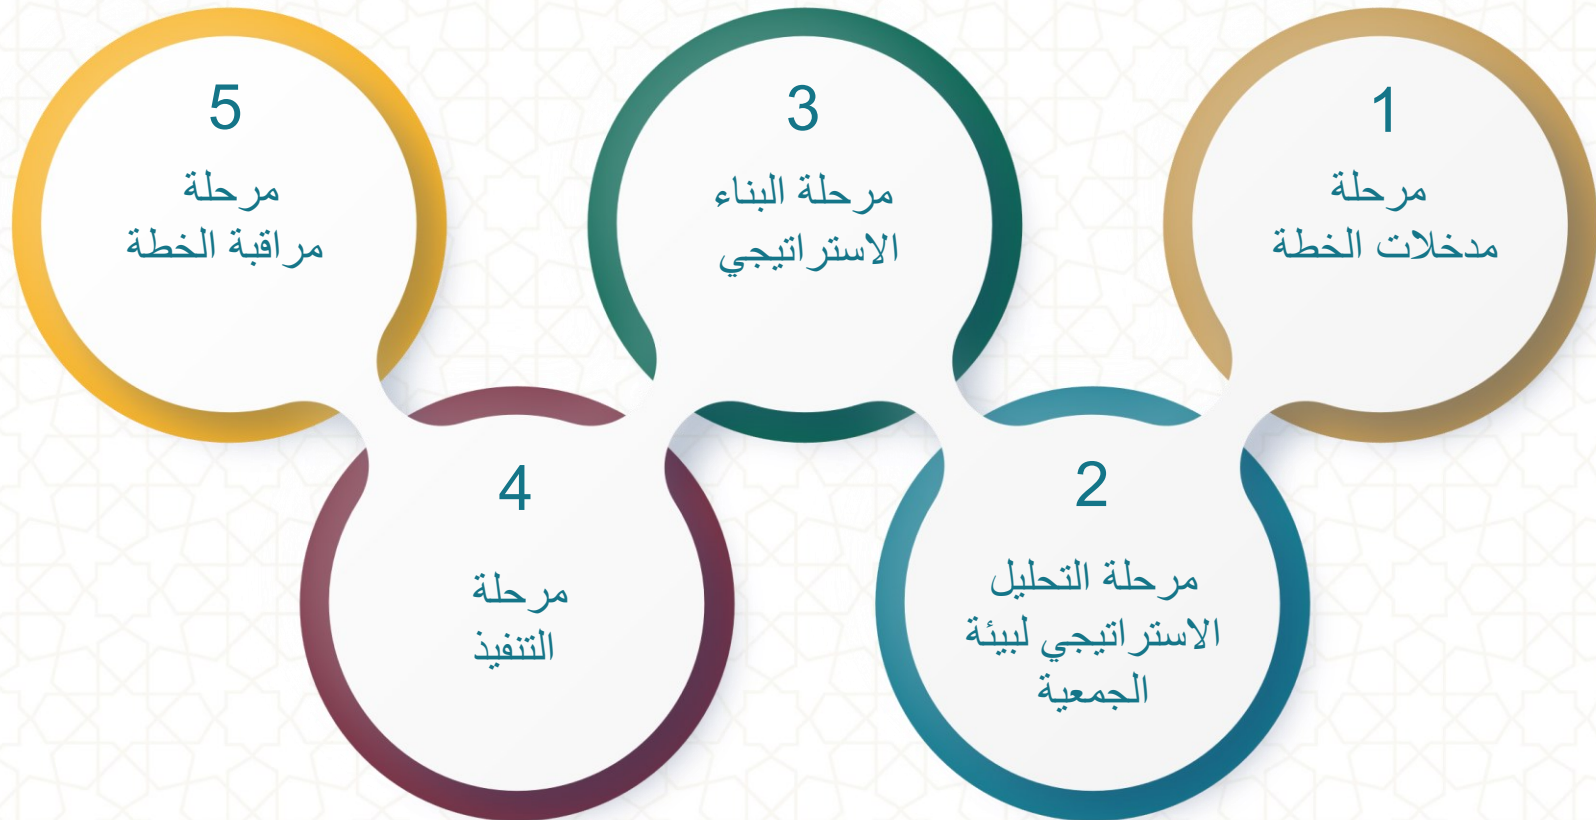 1
مرحلة
مدخلات الخطة
2
مرحلة التحليل
الاستراتيجي لبيئة
الجمعية
3
مرحلة البناء
الاستراتيجي
4
مرحلة
التنفيذ
5
مرحلة
مراقبة الخطة